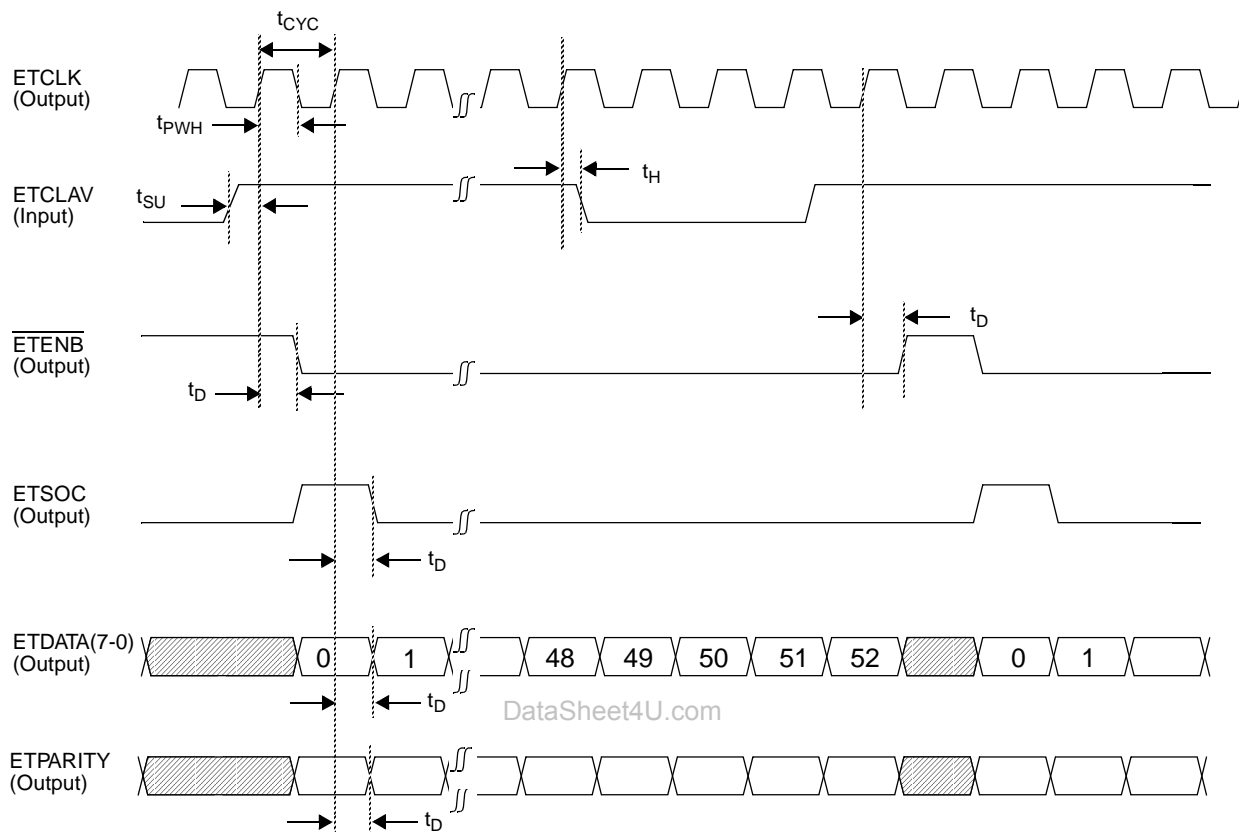 tCYC
ETCLK
(Output)
tPWH
ETCLAV
(Input)
tSU
tH
ETENB
(Output)
tD
tD
ETSOC
(Output)
tD
ETDATA(7-0)
(Output)
0 1 48 49 50 51 52 0 1
tD
DataSheet4U.com
ETPARITY
(Output)
tD